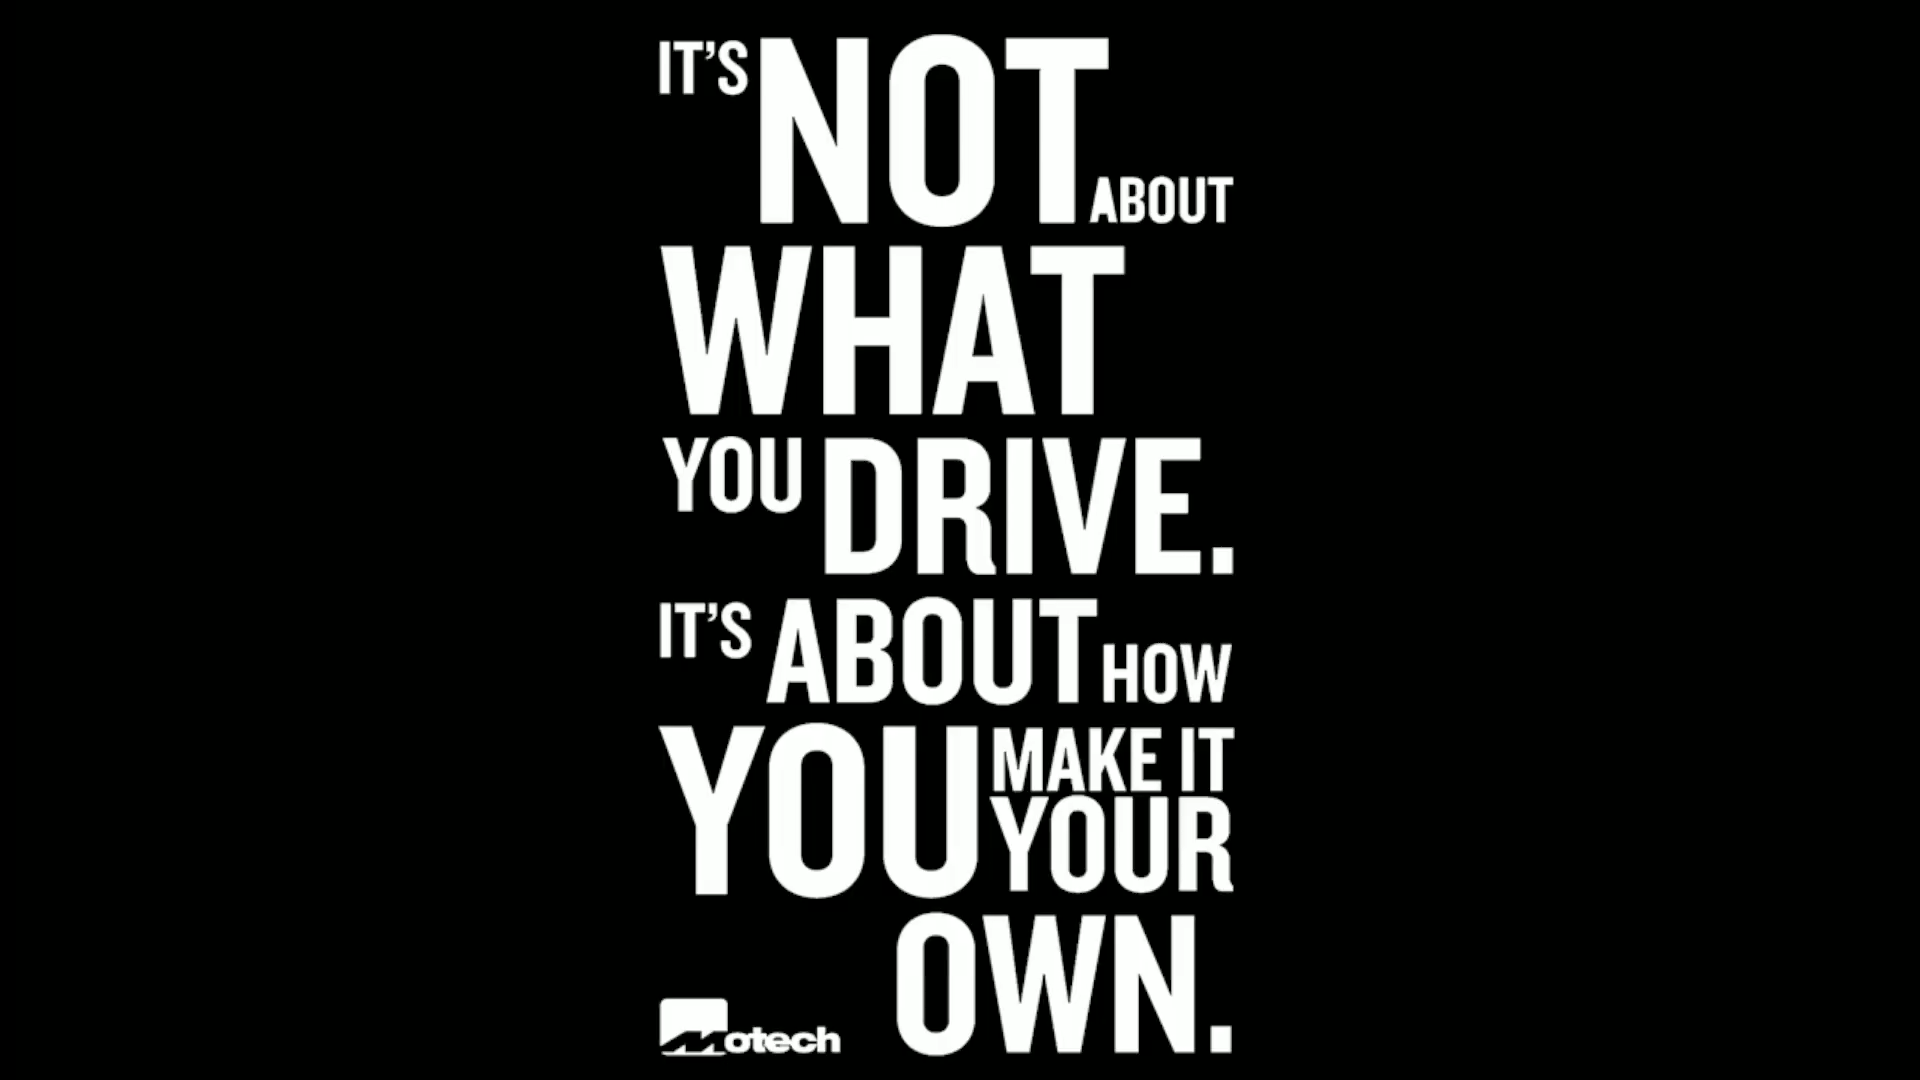 IT'S NOT ABOUT
WHAT
YOU DRIVE.
IT'S ABOUT HOW
YOU MAKE IT
YOUR
OWN.
Motech